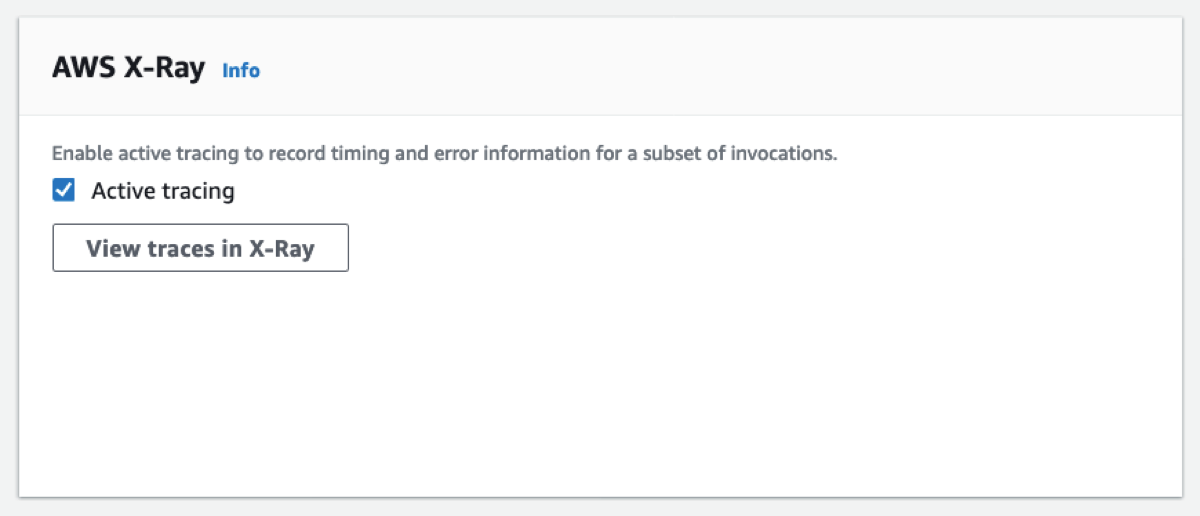 AWS X-Ray Info
Enable active tracing to record timing and error information for a subset of invocations.
Active tracing
View traces in X-Ray